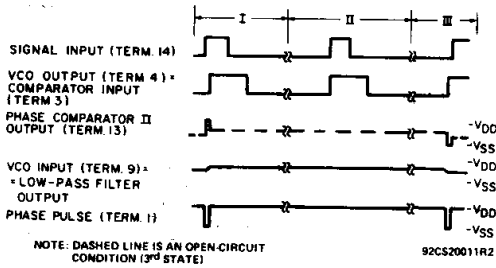 I II III
SIGNAL INPUT (TERM. 14)
VCO OUTPUT (TERM 4) =
COMPARATOR INPUT
(TERM 3)
PHASE COMPARATOR II
OUTPUT (TERM. 13)
-VDD
-VSS
VCO INPUT (TERM. 9) =
= LOW-PASS FILTER
OUTPUT
-VDD
-VSS
PHASE PULSE (TERM. 1)
-VDD
-VSS
NOTE: DASHED LINE IS AN OPEN-CIRCUIT
CONDITION (3rd STATE)
92CS20011R2